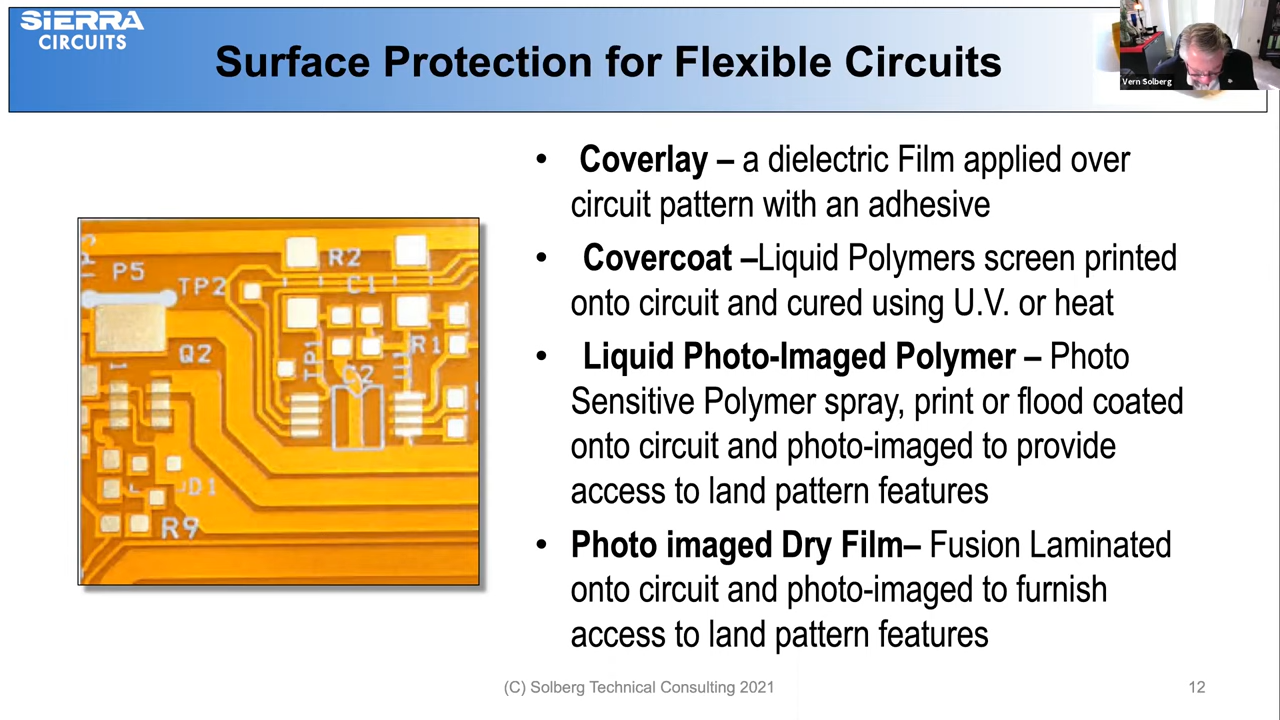 SIERRA
CIRCUITS
Surface Protection for Flexible Circuits
Vern Solberg
• Coverlay – a dielectric Film applied over
circuit pattern with an adhesive
• Covercoat –Liquid Polymers screen printed
onto circuit and cured using U.V. or heat
• Liquid Photo-Imaged Polymer – Photo
Sensitive Polymer spray, print or flood coated
onto circuit and photo-imaged to provide
access to land pattern features
• Photo imaged Dry Film– Fusion Laminated
onto circuit and photo-imaged to furnish
access to land pattern features
P5
R2
TP2
C1
Q2
TP1
R1
C2
U1
D1
R9
(C) Solberg Technical Consulting 2021
12